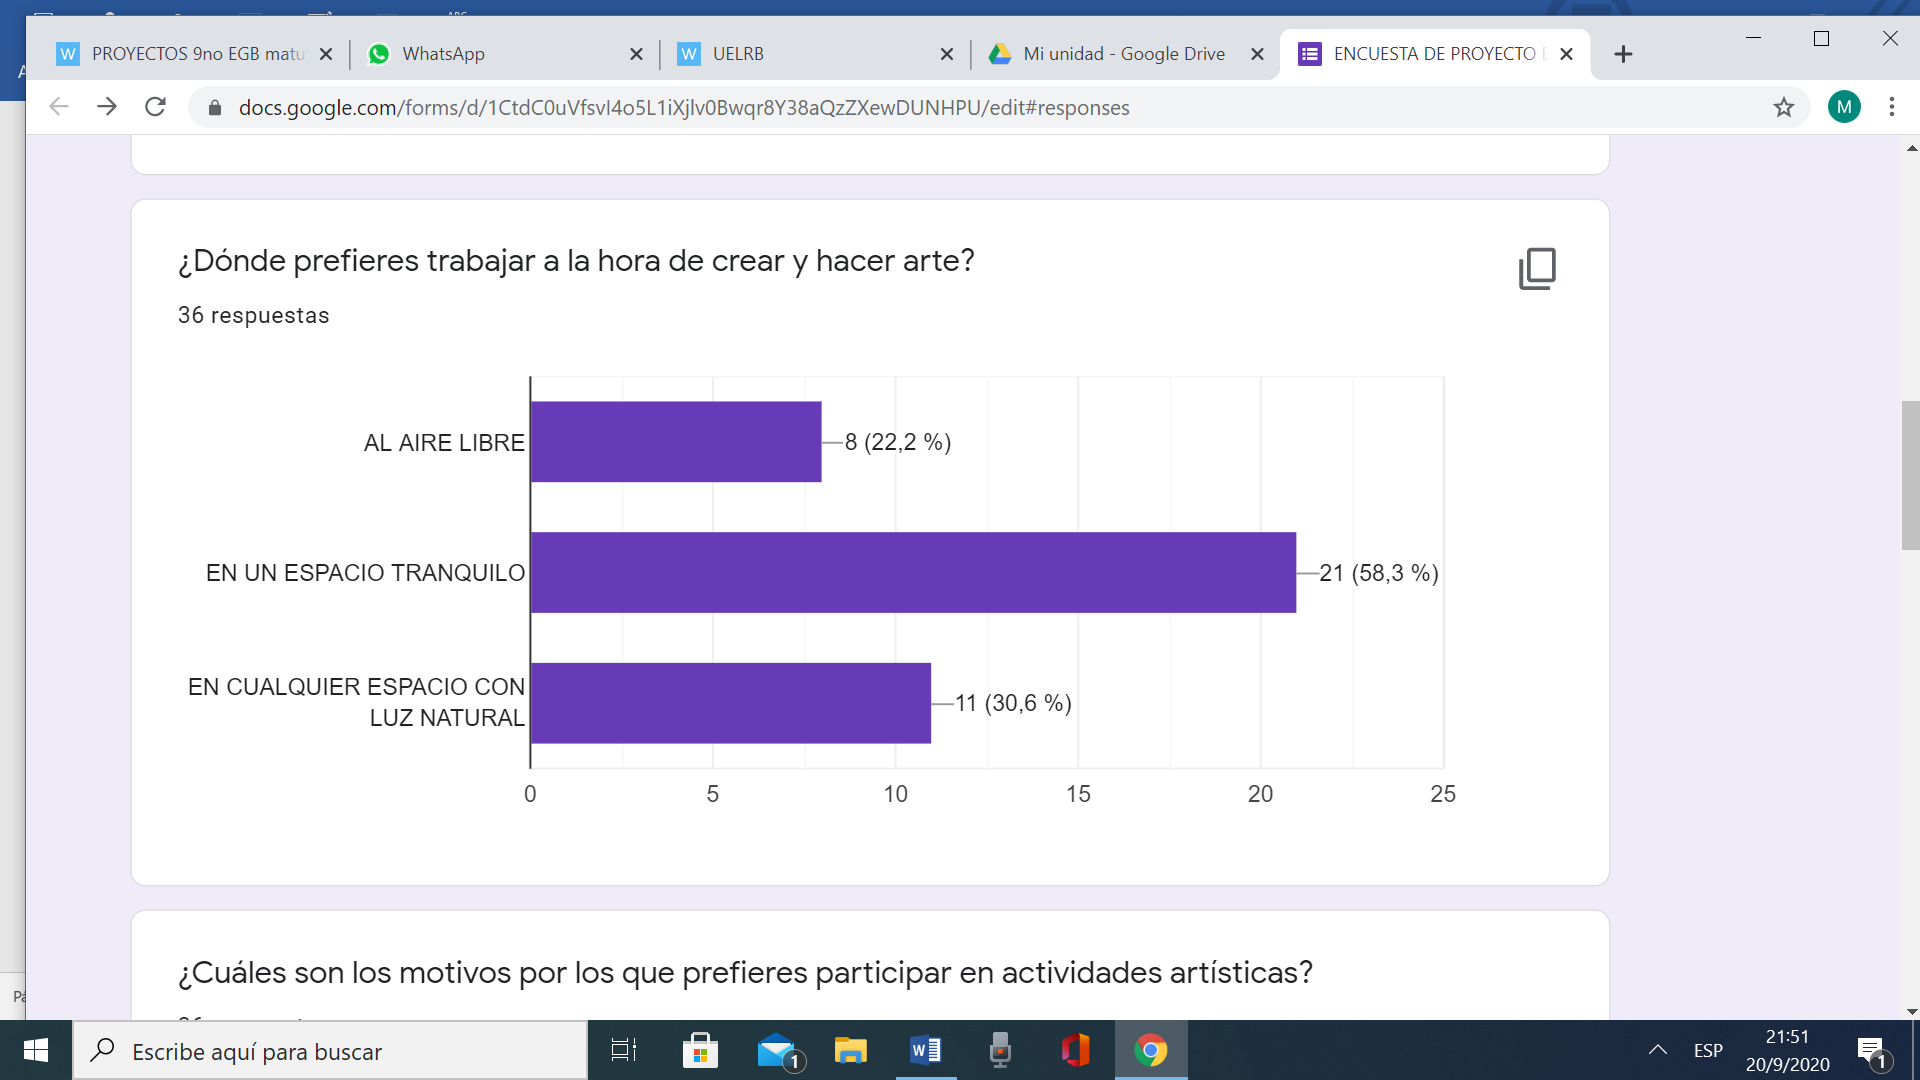 PROYECTOS 9no EGB matu
WhatsApp
UELRB
Mi unidad - Google Drive
ENCUESTA DE PROYECTO E
docs.google.com/forms/d/1CtdC0uVfsvI4o5L1iXjlv0Bwqr8Y38aQzZXewDUNHPU/edit#responses
M
¿Dónde prefieres trabajar a la hora de crear y hacer arte?
36 respuestas
AL AIRE LIBRE
8 (22,2 %)
EN UN ESPACIO TRANQUILO
21 (58,3 %)
EN CUALQUIER ESPACIO CON
LUZ NATURAL
11 (30,6 %)
0 5 10 15 20 25
¿Cuáles son los motivos por los que prefieres participar en actividades artísticas?
Escribe aquí para buscar
1
ESP
21:51
20/9/2020
1